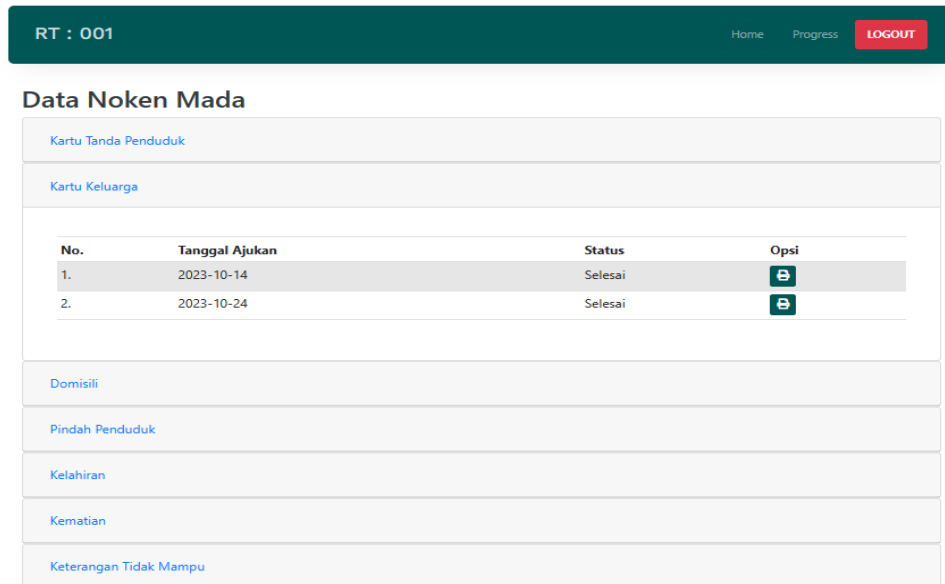 RT : 001 Home Progress LOGOUT
Data Noken Mada
Kartu Tanda Penduduk
Kartu Keluarga
No. Tanggal Ajukan Status Opsi
1. 2023-10-14 Selesai
2. 2023-10-24 Selesai
Domisili
Pindah Penduduk
Kelahiran
Kematian
Keterangan Tidak Mampu